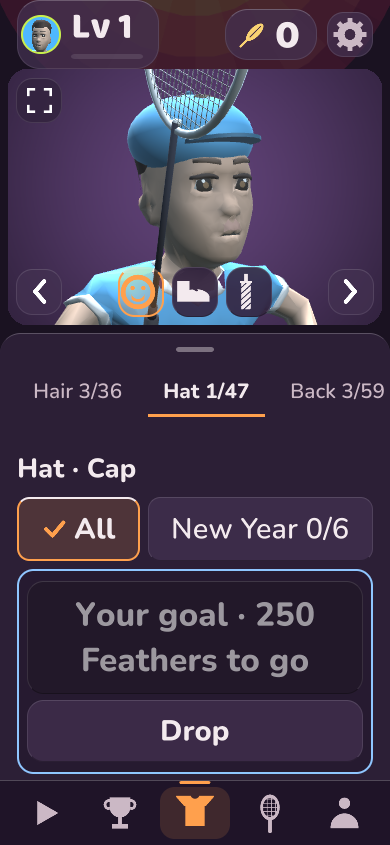 Lv 1
0
Hair 3/36
Hat 1/47
Back 3/59
Hat · Cap
All
New Year 0/6
Your goal · 250
Feathers to go
Drop